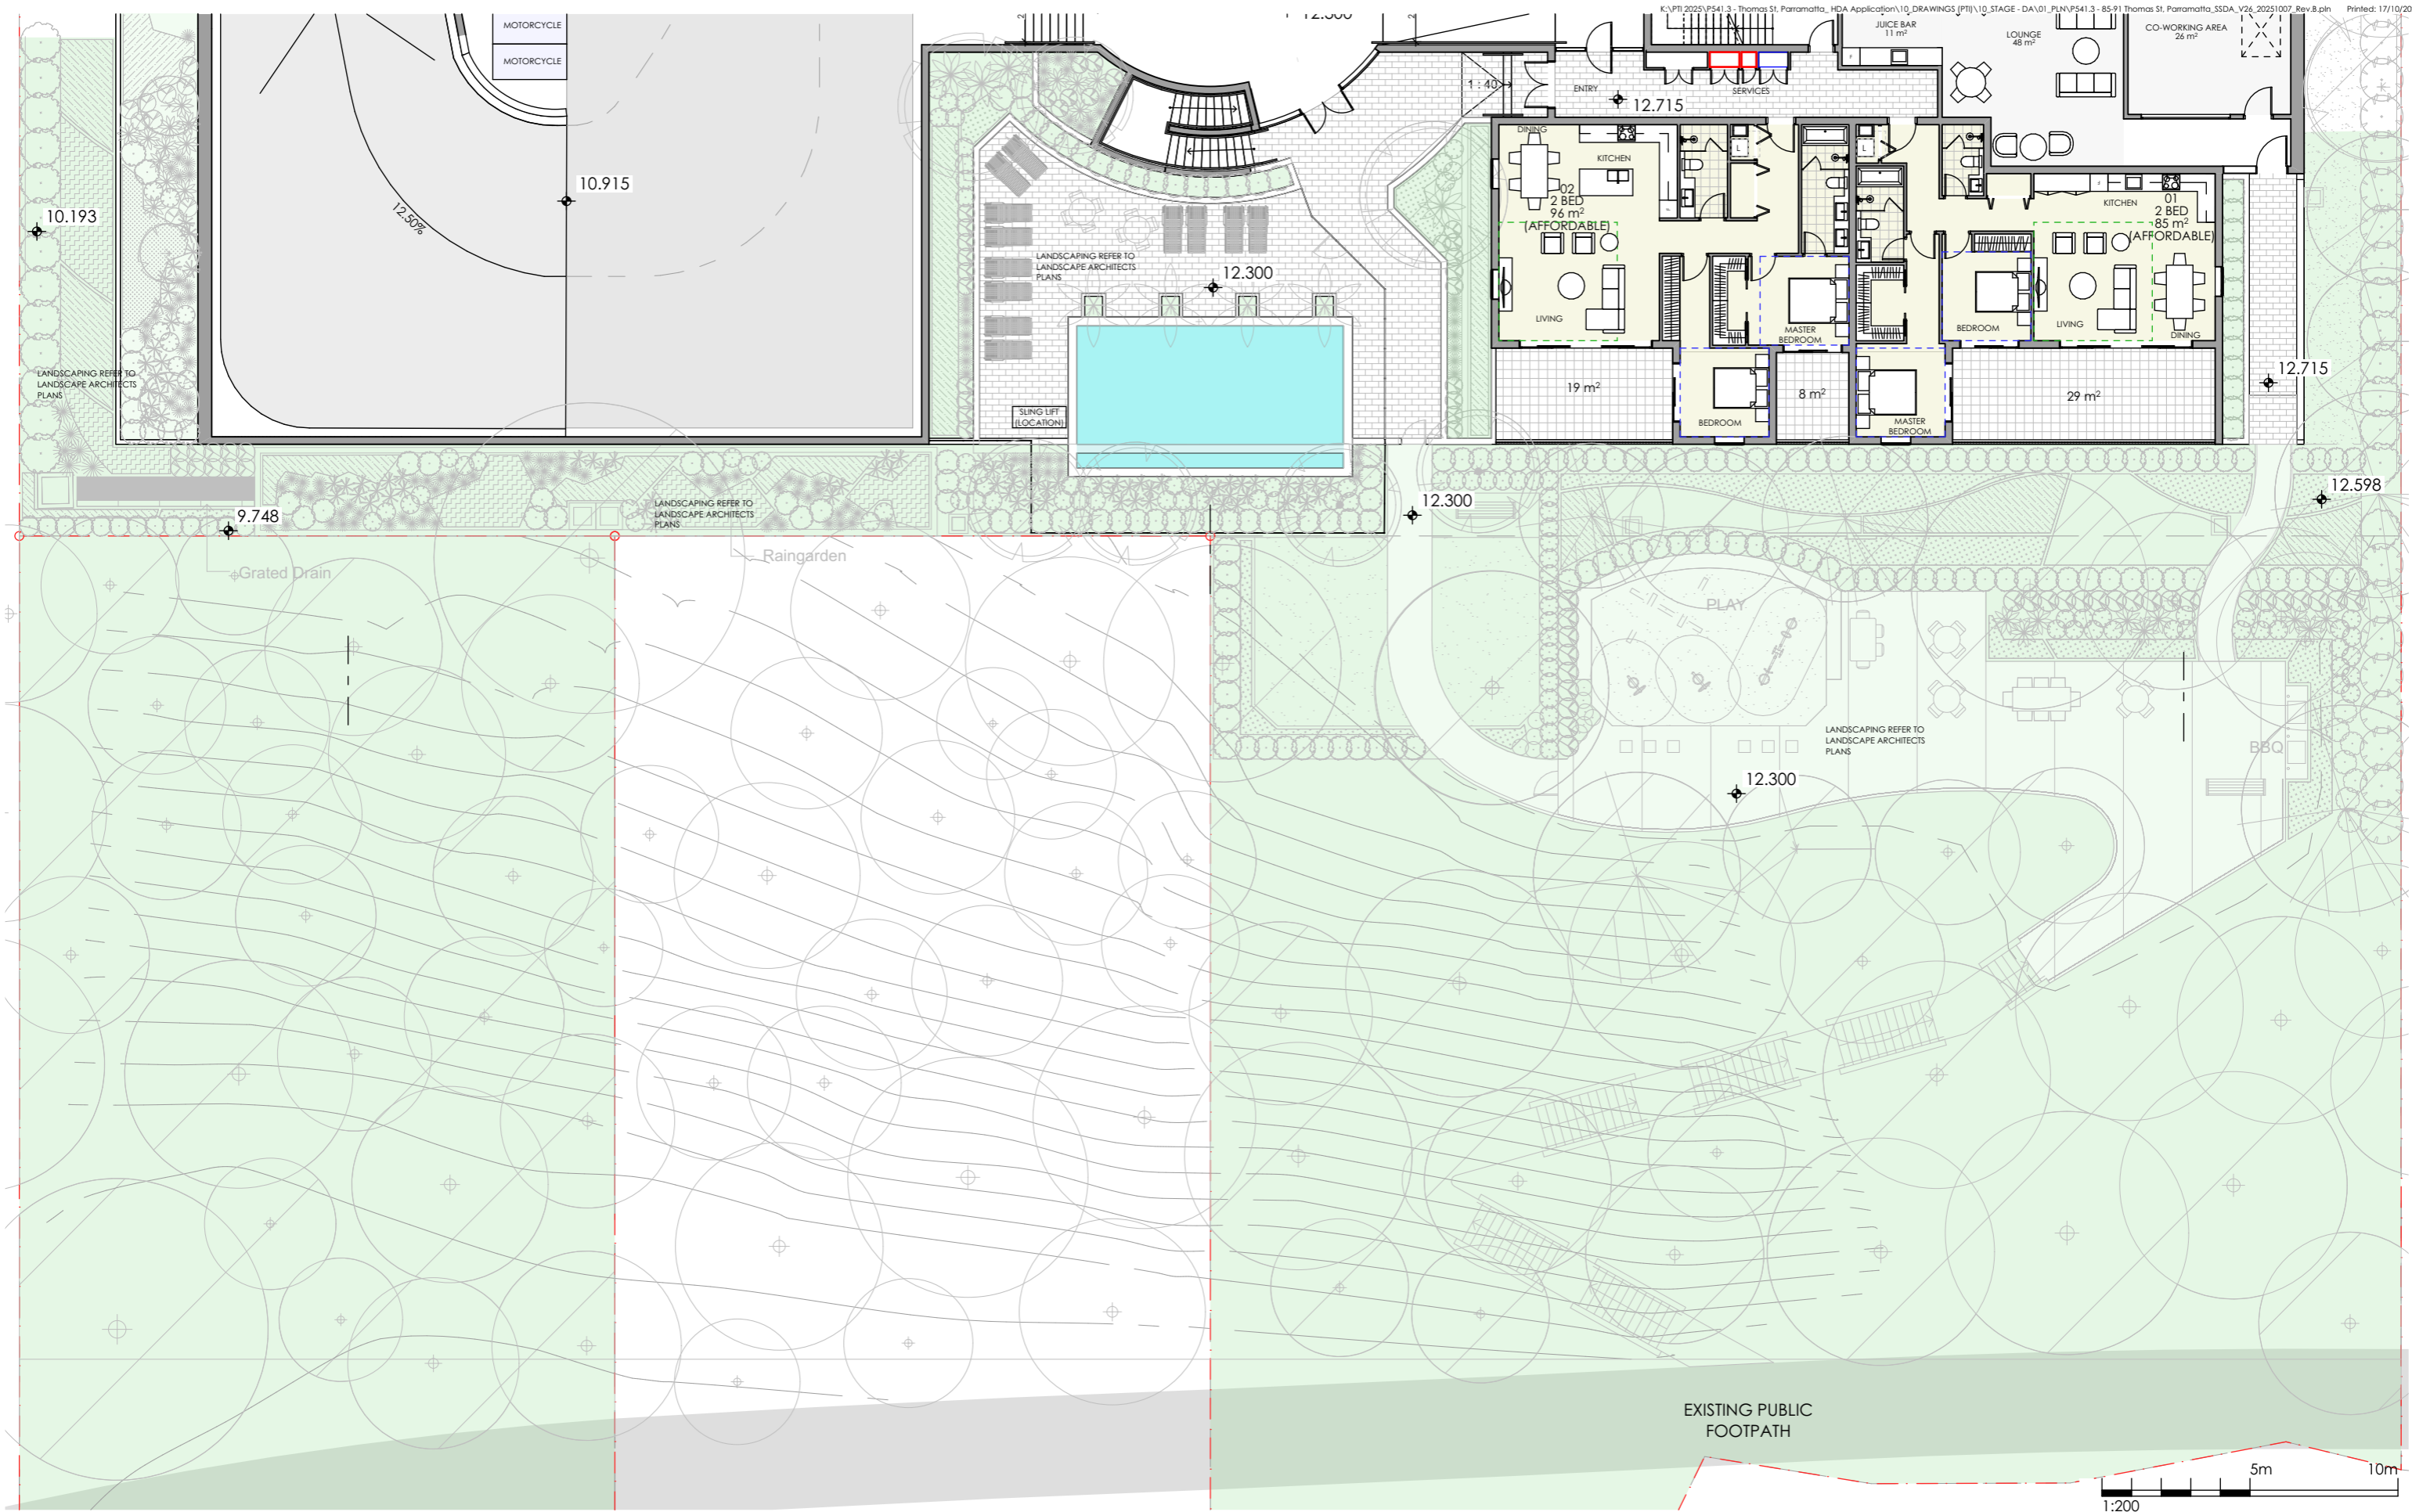 K:\PTI 2025\P541.3 - Thomas St, Parramatta_ HDA Application\10_DRAWINGS (PTI)\10_STAGE - DA\01_PLN\P541.3 - 85-91 Thomas St, Parramatta_SSDA_V26_20251007_Rev.B.pln Printed: 17/10/20
MOTORCYCLE
MOTORCYCLE
JUICE BAR
11 m²
LOUNGE
48 m²
CO-WORKING AREA
26 m²
1 : 40
ENTRY
SERVICES
12.715
10.915
12.50%
10.193
DINING
KITCHEN
02
2 BED
96 m²
(AFFORDABLE)
LIVING
L
L
KITCHEN
01
2 BED
85 m²
(AFFORDABLE)
LANDSCAPING REFER TO
LANDSCAPE ARCHITECTS
PLANS
12.300
MASTER
BEDROOM
BEDROOM
LIVING
DINING
LANDSCAPING REFER TO
LANDSCAPE ARCHITECTS
PLANS
12.715
19 m²
8 m²
29 m²
SLING LIFT
(LOCATION)
BEDROOM
MASTER
BEDROOM
12.598
12.300
LANDSCAPING REFER TO
LANDSCAPE ARCHITECTS
PLANS
9.748
Raingarden
Grated Drain
PLAY
LANDSCAPING REFER TO
LANDSCAPE ARCHITECTS
PLANS
BBQ
12.300
EXISTING PUBLIC
FOOTPATH
5m
10m
1:200